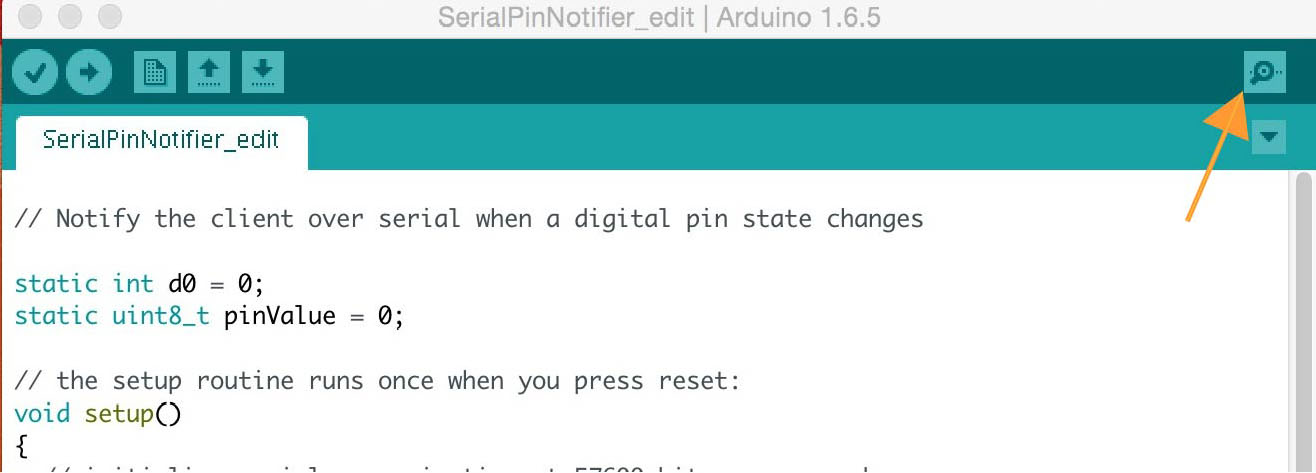 SerialPinNotifier_edit | Arduino 1.6.5
SerialPinNotifier_edit
// Notify the client over serial when a digital pin state changes
static int d0 = 0;
static uint8_t pinValue = 0;
// the setup routine runs once when you press reset:
void setup()
{